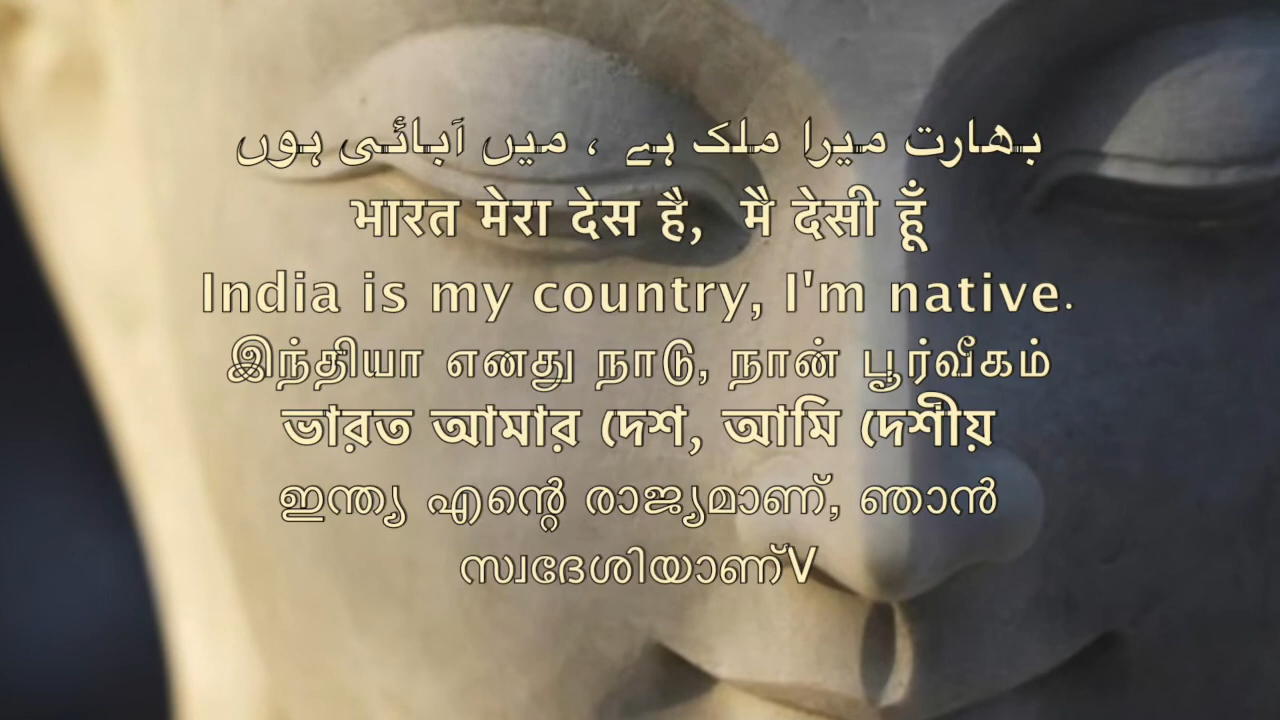 بھارت میرا ملک ہے ، میں آبائی ہوں
भारत मेरा देस है, मै देसी हूँ
India is my country, I'm native.
இந்தியா எனது நாடு, நான் பூர்வீகம்
ভারত আমার দেশ, আমি দেশীয়
ഇന്ത്യ എന്റെ രാജ്യമാണ്, ഞാൻ
സ്വദേശിയാണ്V